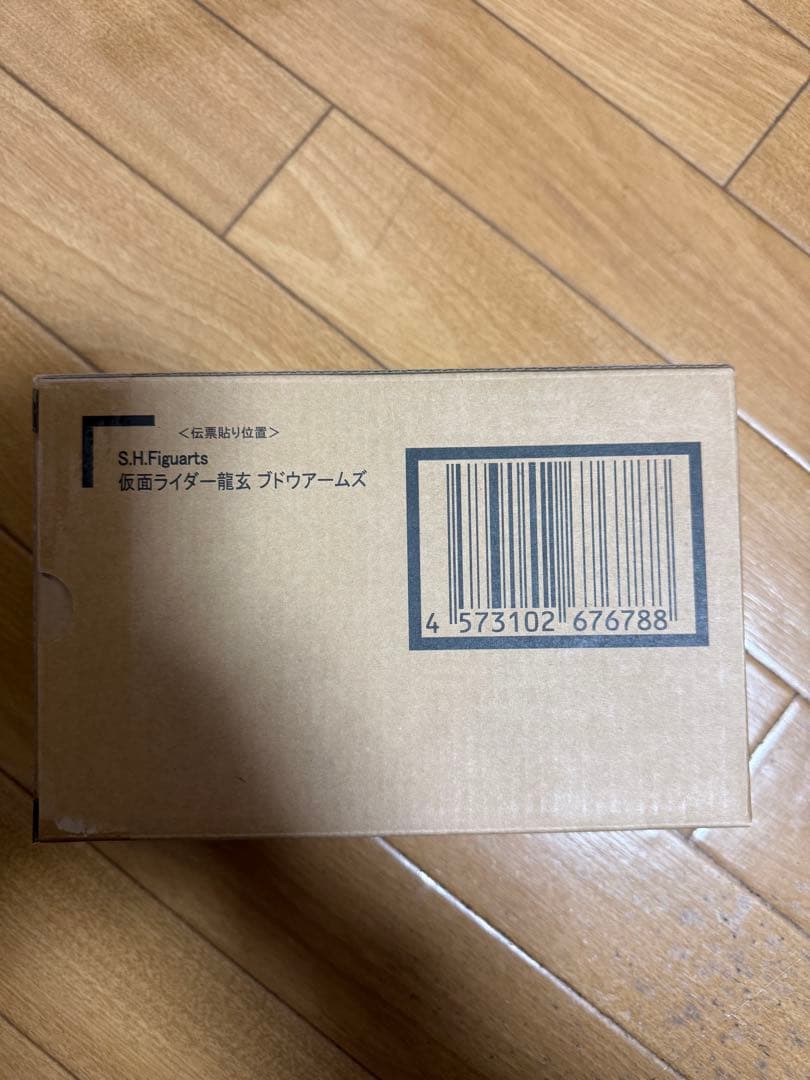 ＜伝票貼り位置＞
S.H.Figuarts
仮面ライダー龍玄 ブドウアームズ
4 573102 676788